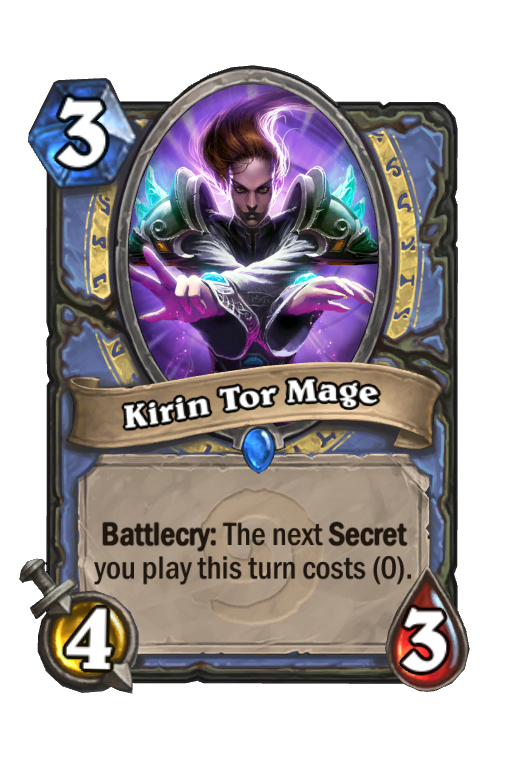 3
Kirin Tor Mage
Battlecry: The next Secret
you play this turn costs (0).
4
3